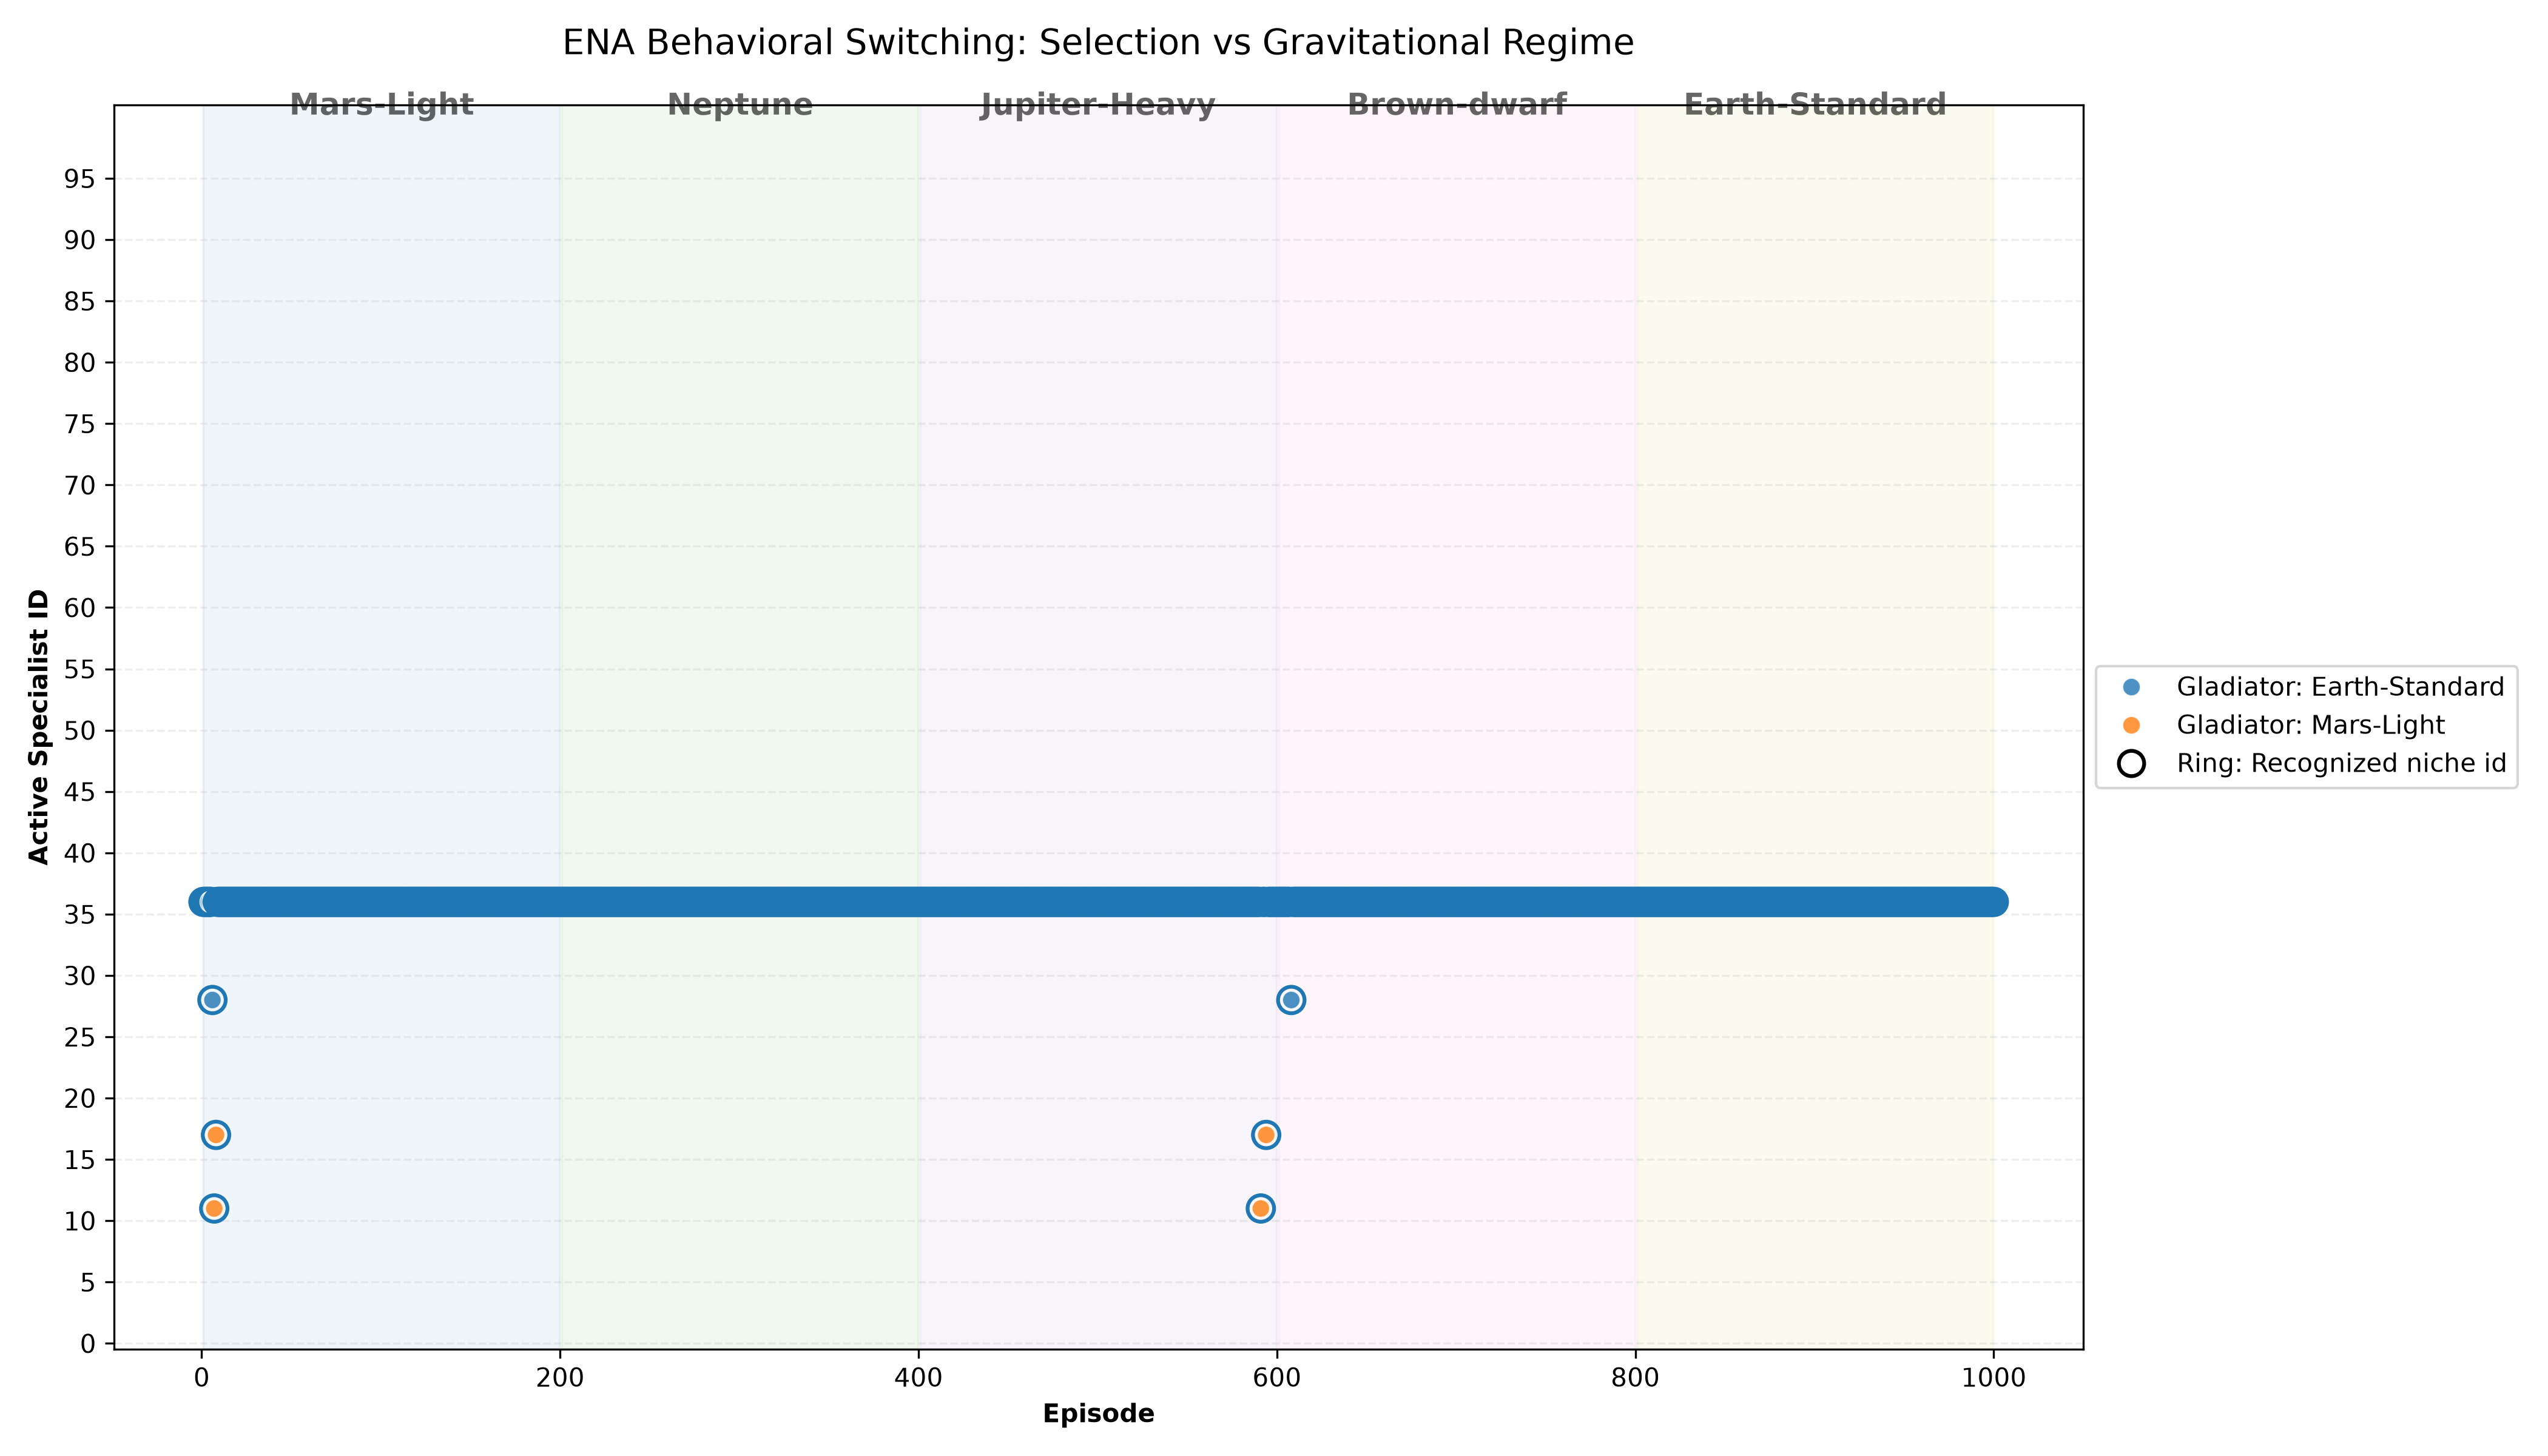 ENA Behavioral Switching: Selection vs Gravitational Regime
Mars-Light Neptune Jupiter-Heavy Brown-dwarf Earth-Standard
95
90
85
80
75
70
65
60
55
50
45
40
35
30
25
20
15
10
5
0
Active Specialist ID
Gladiator: Earth-Standard
Gladiator: Mars-Light
Ring: Recognized niche id
0 200 400 600 800 1000
Episode